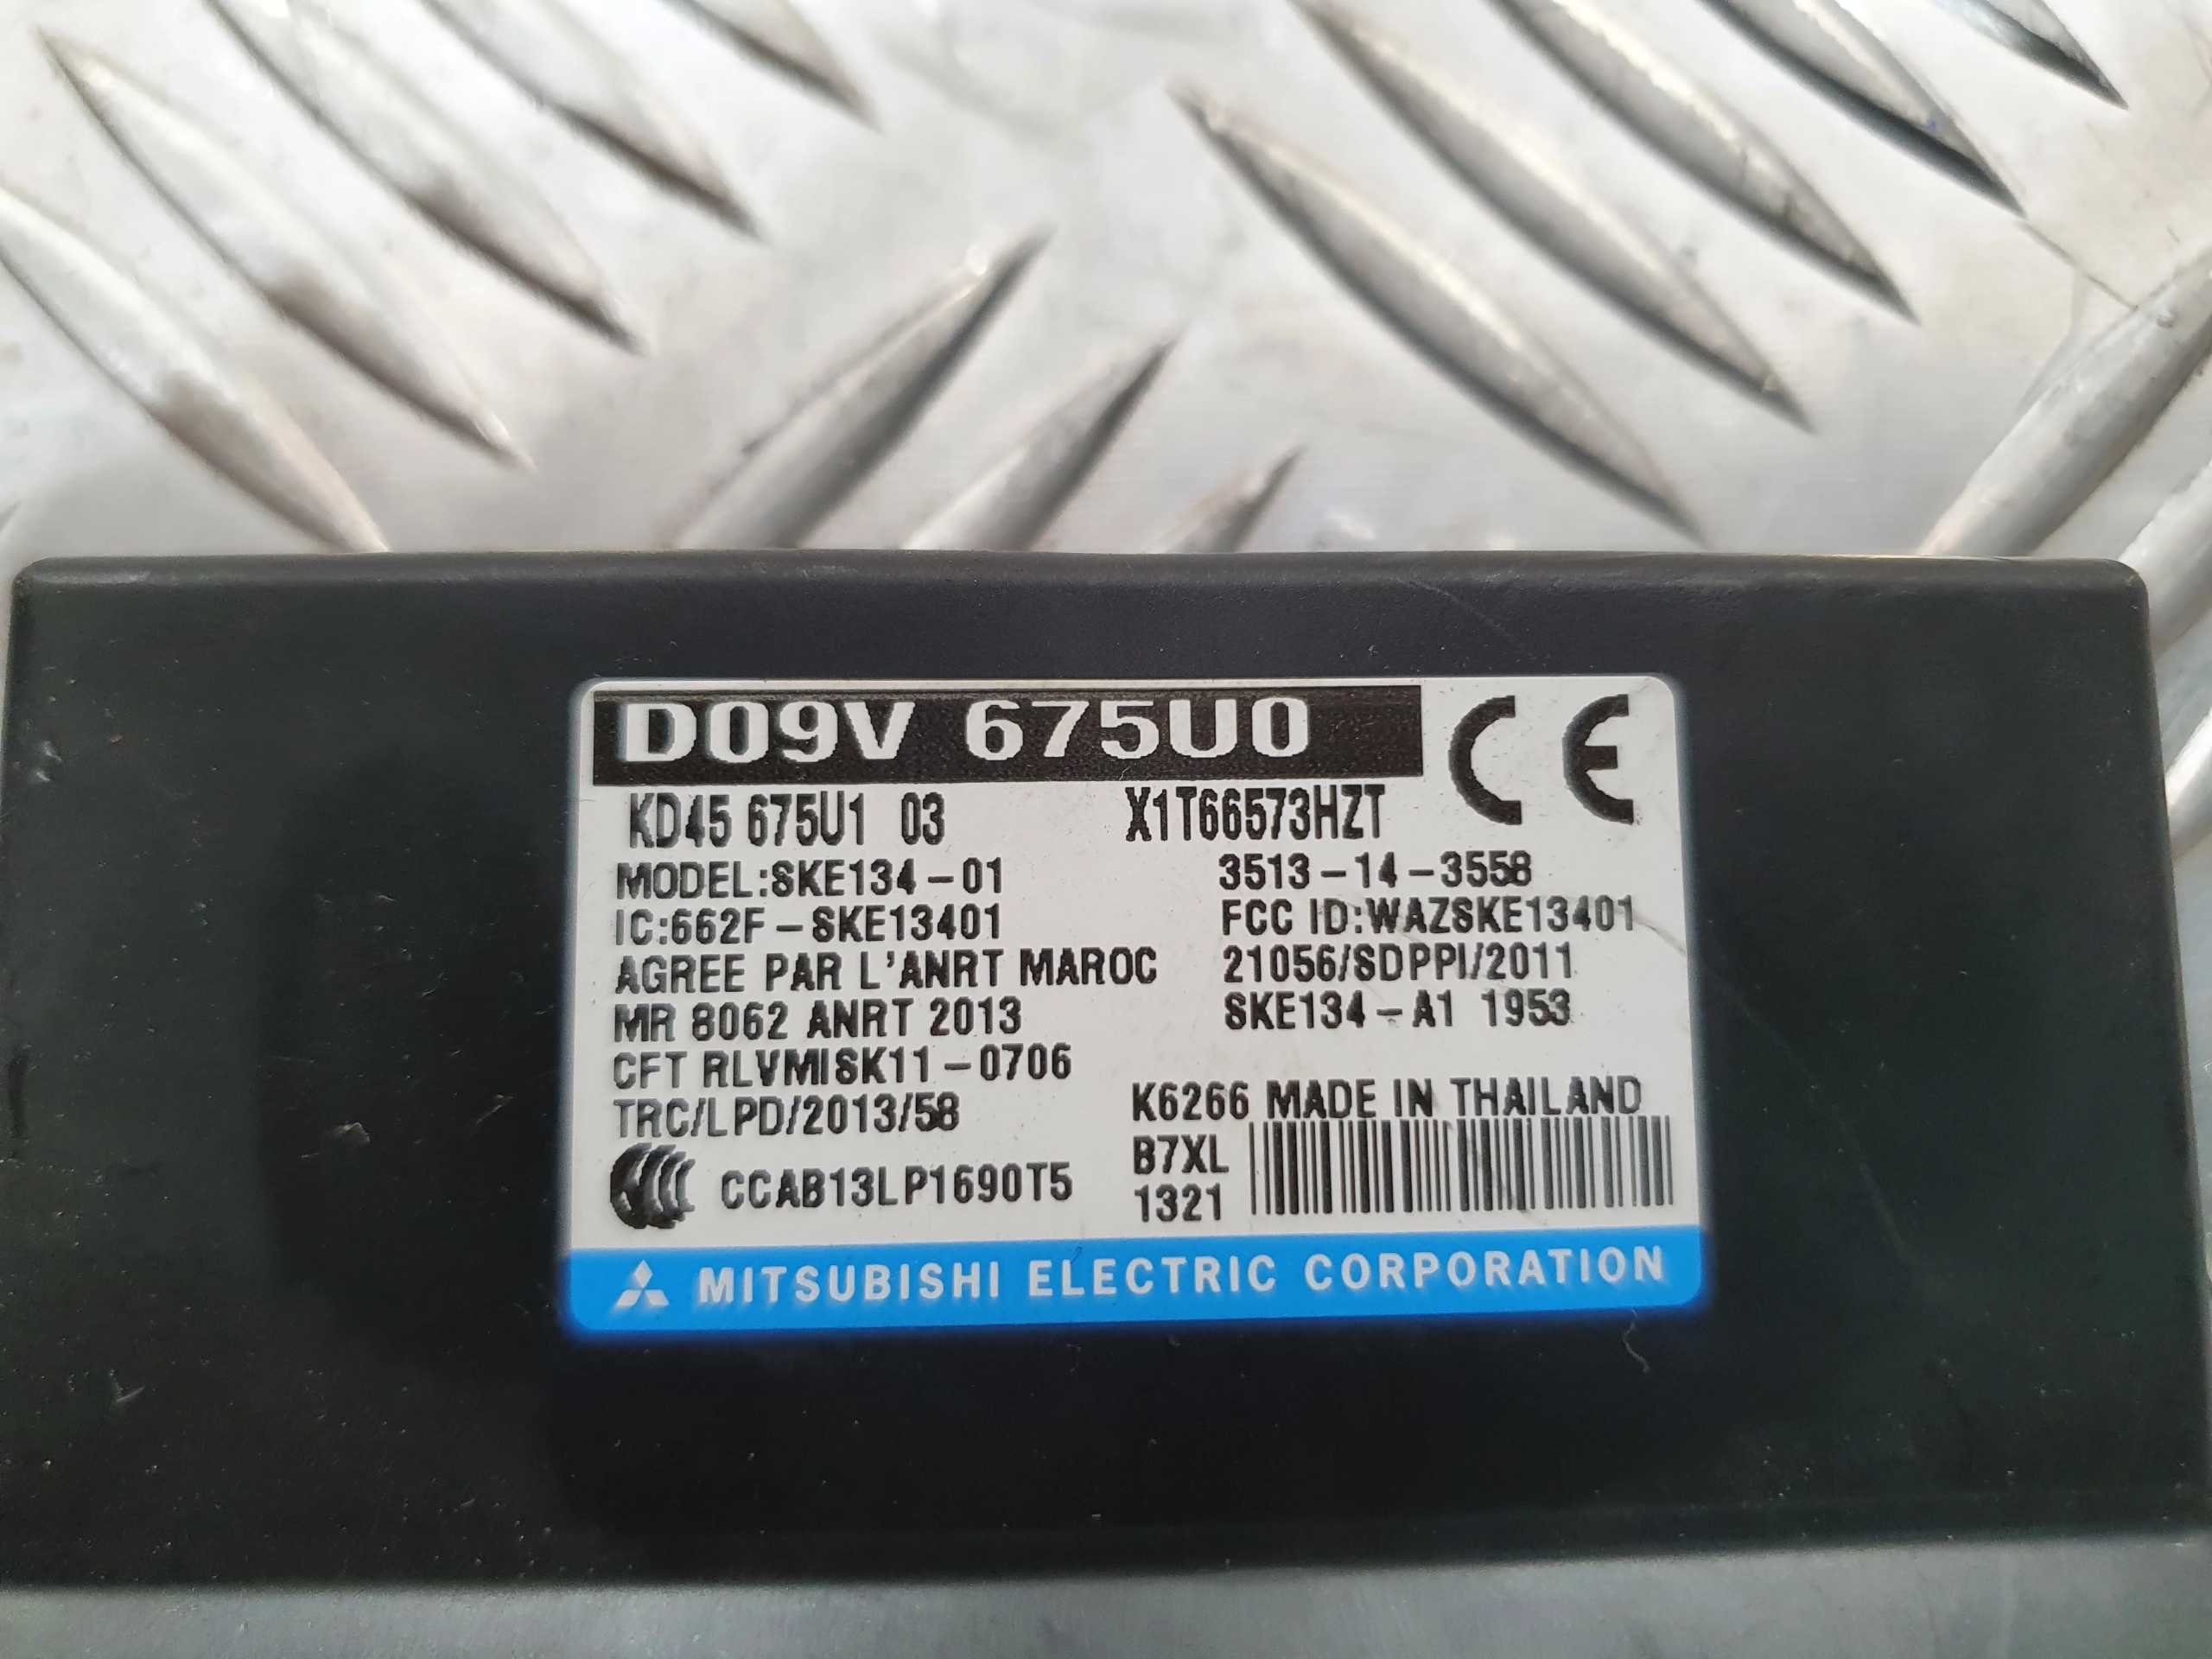 D09V 675U0
CE
KD45 675U1 03 X1T66573HZT
MODEL:SKE134-01 3513-14-3558
IC:662F-SKE13401 FCC ID:WAZSKE13401
AGREE PAR L'ANRT MAROC 21056/SDPPI/2011
MR 8062 ANRT 2013 SKE134-A1 1953
CFT RLVMISK11-0706
TRC/LPD/2013/58 K6266 MADE IN THAILAND
CCAB13LP1690T5 B7XL
1321
MITSUBISHI ELECTRIC CORPORATION